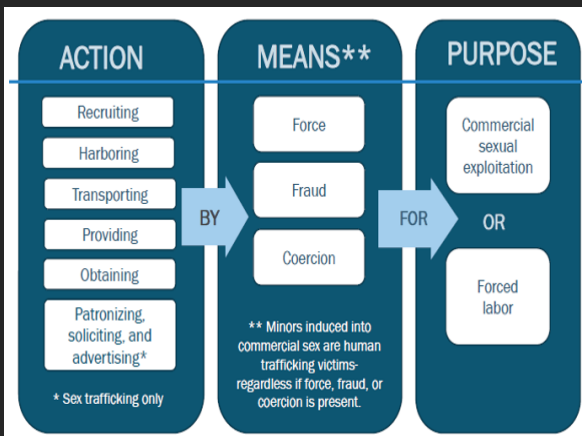 ACTION
Recruiting
Harboring
Transporting
Providing
Obtaining
Patronizing,
soliciting, and
advertising*
* Sex trafficking only
BY
MEANS**
Force
Fraud
Coercion
** Minors induced into
commercial sex are human
trafficking victims-
regardless if force, fraud, or
coercion is present.
FOR
PURPOSE
Commercial
sexual
exploitation
OR
Forced
labor